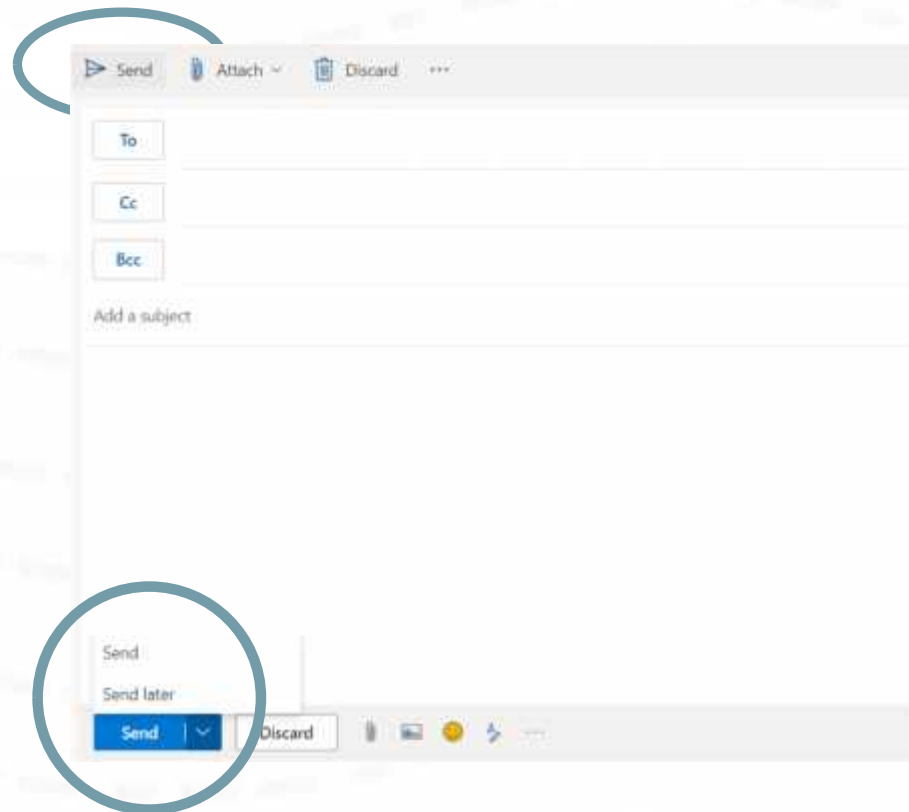 Send Attach Discard ...
To
Cc
Bcc
Add a subject
Send
Send later
Send Discard ...